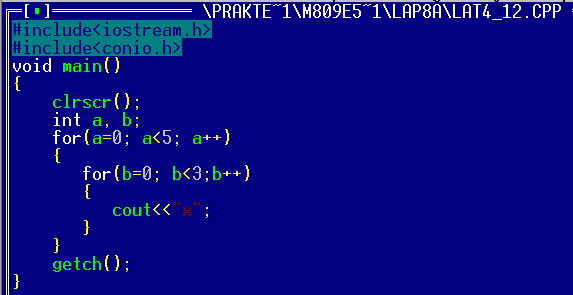 [■] \PRAKTE~1\M809E5~1\LAP8A\LAT4_12.CPP
#include<iostream.h>
#include<conio.h>
void main()
{
    clrscr();
    int a, b;
    for(a=0; a<5; a++)
    {
       for(b=0; b<3;b++)
       {
          cout<<"x";
       }
    }
    getch();
}